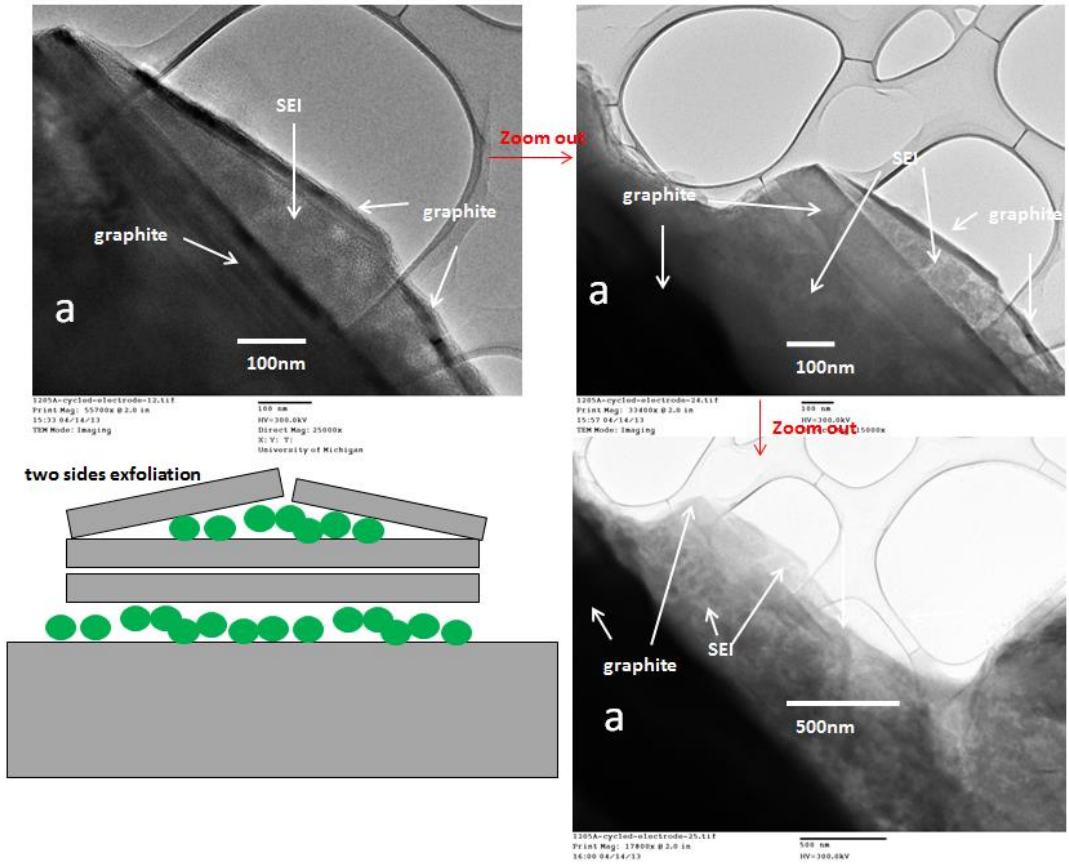 SEI
graphite
graphite
a
100nm
1205A-cycled-electrode-12.tif
Print Mag: 55700x @ 2.0 in
15:33 04/14/13
TEM Mode: Imaging
100 nm
HV=300.0kV
Direct Mag: 25000x
X: Y: T:
University of Michigan
Zoom out
SEI
graphite
graphite
a
100nm
1205A-cycled-electrode-24.tif
Print Mag: 33400x @ 2.0 in
15:57 04/14/13
TEM Mode: Imaging
100 nm
HV=300.0kV
15000x
Zoom out
two sides exfoliation
graphite
SEI
a
500nm
1205A-cycled-electrode-25.tif
Print Mag: 17800x @ 2.0 in
16:00 04/14/13
500 nm
HV=300.0kV